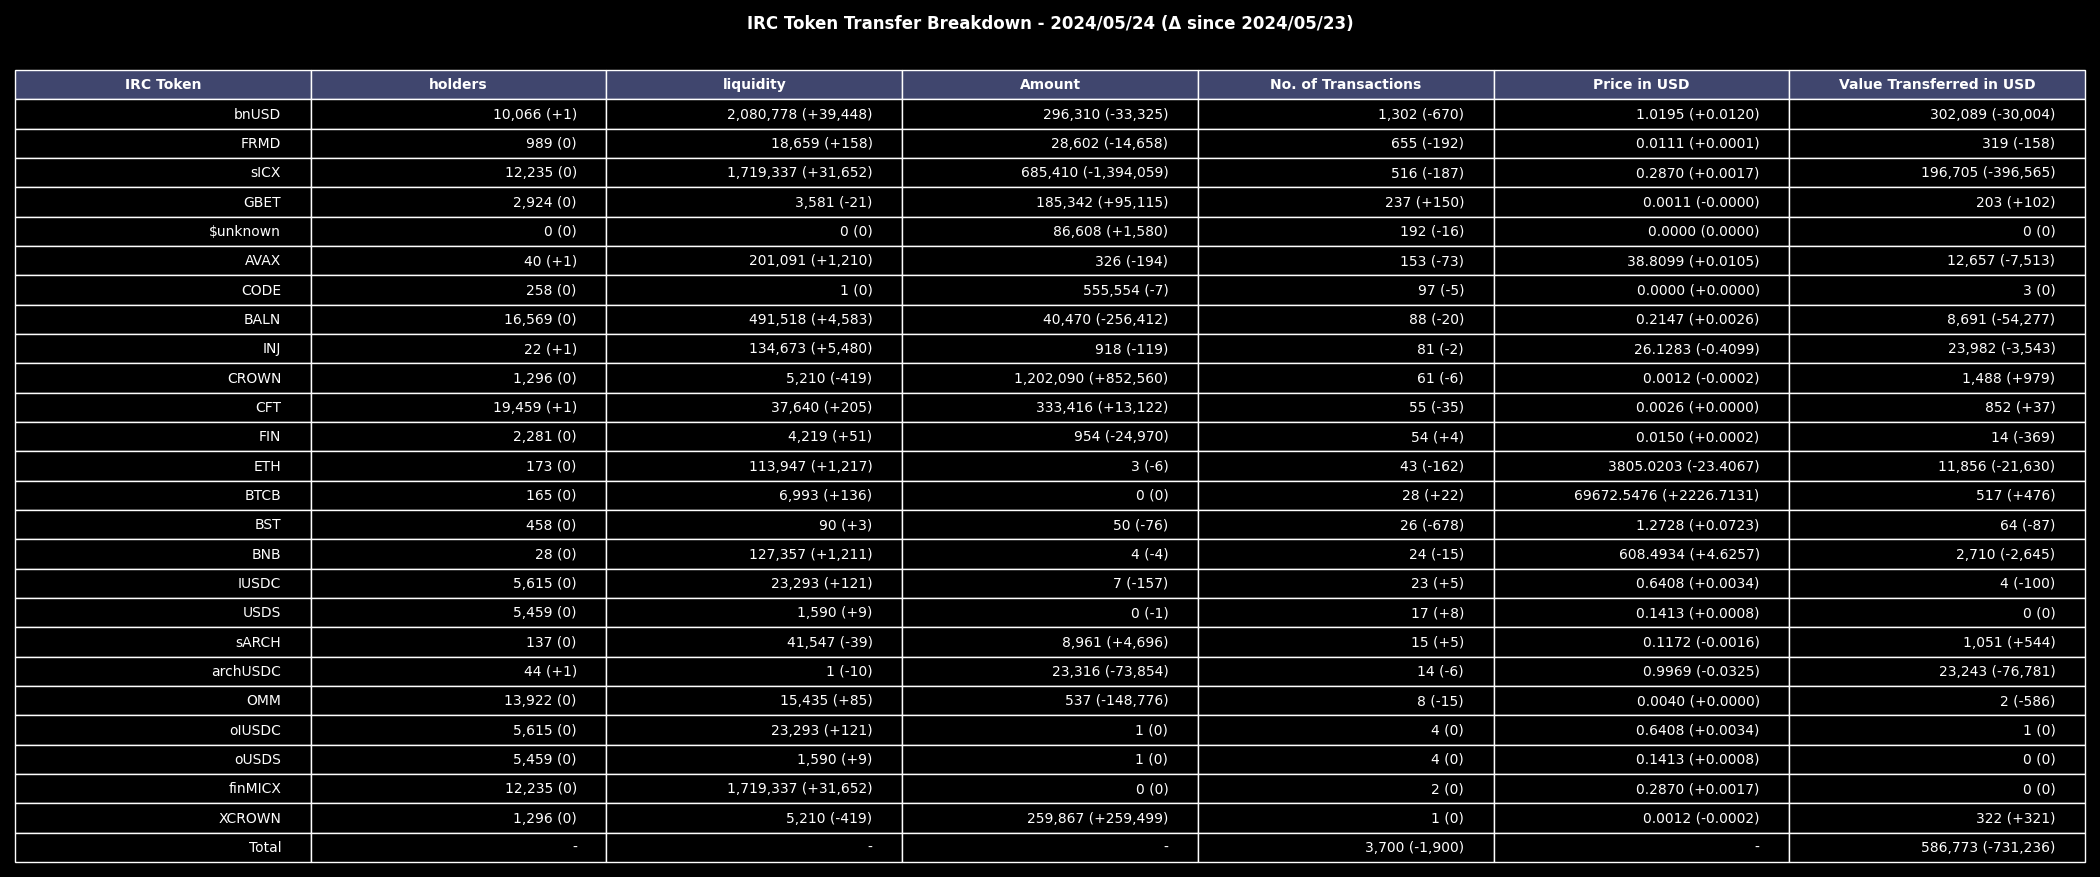 IRC Token Transfer Breakdown - 2024/05/24 (Δ since 2024/05/23)
IRC Token holders liquidity Amount No. of Transactions Price in USD Value Transferred in USD
bnUSD 10,066 (+1) 2,080,778 (+39,448) 296,310 (-33,325) 1,302 (-670) 1.0195 (+0.0120) 302,089 (-30,004)
FRMD 989 (0) 18,659 (+158) 28,602 (-14,658) 655 (-192) 0.0111 (+0.0001) 319 (-158)
sICX 12,235 (0) 1,719,337 (+31,652) 685,410 (-1,394,059) 516 (-187) 0.2870 (+0.0017) 196,705 (-396,565)
GBET 2,924 (0) 3,581 (-21) 185,342 (+95,115) 237 (+150) 0.0011 (-0.0000) 203 (+102)
$unknown 0 (0) 0 (0) 86,608 (+1,580) 192 (-16) 0.0000 (0.0000) 0 (0)
AVAX 40 (+1) 201,091 (+1,210) 326 (-194) 153 (-73) 38.8099 (+0.0105) 12,657 (-7,513)
CODE 258 (0) 1 (0) 555,554 (-7) 97 (-5) 0.0000 (+0.0000) 3 (0)
BALN 16,569 (0) 491,518 (+4,583) 40,470 (-256,412) 88 (-20) 0.2147 (+0.0026) 8,691 (-54,277)
INJ 22 (+1) 134,673 (+5,480) 918 (-119) 81 (-2) 26.1283 (-0.4099) 23,982 (-3,543)
CROWN 1,296 (0) 5,210 (-419) 1,202,090 (+852,560) 61 (-6) 0.0012 (-0.0002) 1,488 (+979)
CFT 19,459 (+1) 37,640 (+205) 333,416 (+13,122) 55 (-35) 0.0026 (+0.0000) 852 (+37)
FIN 2,281 (0) 4,219 (+51) 954 (-24,970) 54 (+4) 0.0150 (+0.0002) 14 (-369)
ETH 173 (0) 113,947 (+1,217) 3 (-6) 43 (-162) 3805.0203 (-23.4067) 11,856 (-21,630)
BTCB 165 (0) 6,993 (+136) 0 (0) 28 (+22) 69672.5476 (+2226.7131) 517 (+476)
BST 458 (0) 90 (+3) 50 (-76) 26 (-678) 1.2728 (+0.0723) 64 (-87)
BNB 28 (0) 127,357 (+1,211) 4 (-4) 24 (-15) 608.4934 (+4.6257) 2,710 (-2,645)
IUSDC 5,615 (0) 23,293 (+121) 7 (-157) 23 (+5) 0.6408 (+0.0034) 4 (-100)
USDS 5,459 (0) 1,590 (+9) 0 (-1) 17 (+8) 0.1413 (+0.0008) 0 (0)
sARCH 137 (0) 41,547 (-39) 8,961 (+4,696) 15 (+5) 0.1172 (-0.0016) 1,051 (+544)
archUSDC 44 (+1) 1 (-10) 23,316 (-73,854) 14 (-6) 0.9969 (-0.0325) 23,243 (-76,781)
OMM 13,922 (0) 15,435 (+85) 537 (-148,776) 8 (-15) 0.0040 (+0.0000) 2 (-586)
oIUSDC 5,615 (0) 23,293 (+121) 1 (0) 4 (0) 0.6408 (+0.0034) 1 (0)
oUSDS 5,459 (0) 1,590 (+9) 1 (0) 4 (0) 0.1413 (+0.0008) 0 (0)
finMICX 12,235 (0) 1,719,337 (+31,652) 0 (0) 2 (0) 0.2870 (+0.0017) 0 (0)
XCROWN 1,296 (0) 5,210 (-419) 259,867 (+259,499) 1 (0) 0.0012 (-0.0002) 322 (+321)
Total - - - 3,700 (-1,900) - 586,773 (-731,236)